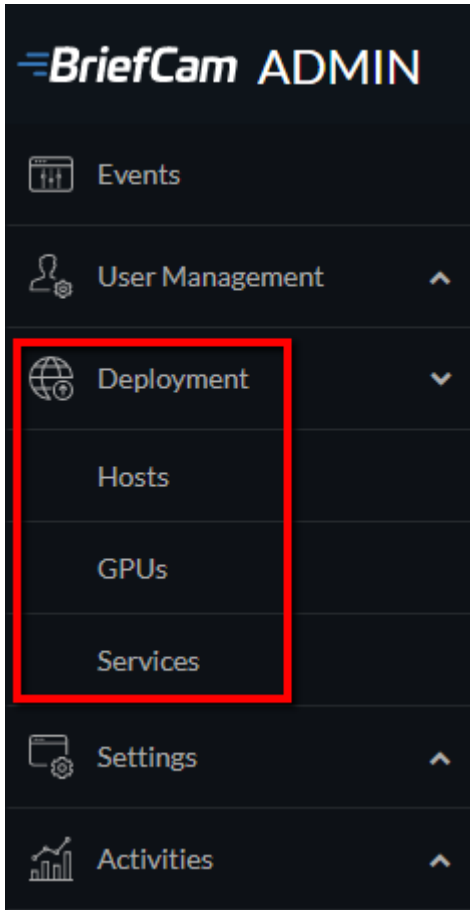 BriefCam ADMIN
Events
User Management
Deployment
Hosts
GPUs
Services
Settings
Activities